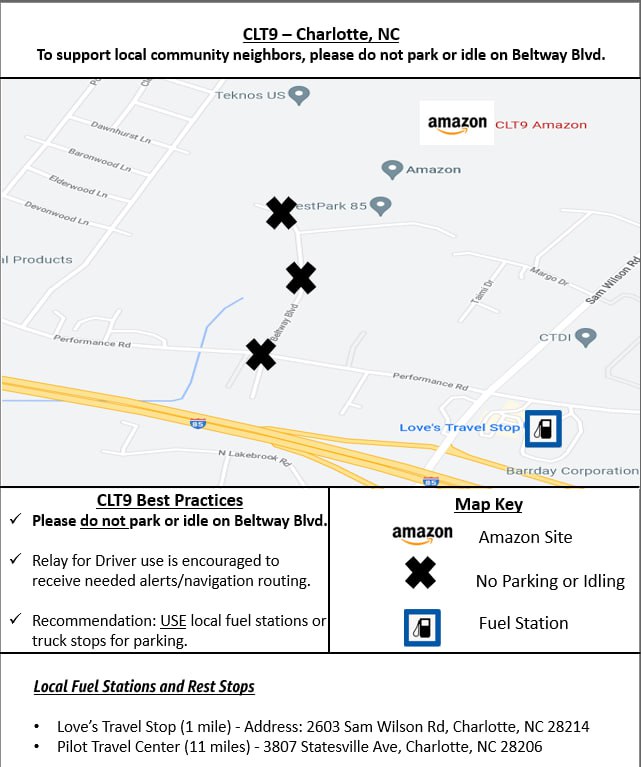 CLT9 – Charlotte, NC
To support local community neighbors, please do not park or idle on Beltway Blvd.
Teknos US
amazon
CLT9 Amazon
Dawnhurst Ln
Baronwood Ln
Amazon
Elderwood Ln
estPark 85
Devonwood Ln
al Products
Margo Dr
Sam Wilson Rd
Taimi Dr
Beltway Blvd
Performance Rd
CTDI
Performance Rd
85
Love's Travel Stop
N Lakebrook Rd
Barrday Corporation
85
CLT9 Best Practices
✓ Please do not park or idle on Beltway Blvd.
✓ Relay for Driver use is encouraged to
receive needed alerts/navigation routing.
✓ Recommendation: USE local fuel stations or
truck stops for parking.
Map Key
amazon
Amazon Site
No Parking or Idling
Fuel Station
Local Fuel Stations and Rest Stops
• Love's Travel Stop (1 mile) - Address: 2603 Sam Wilson Rd, Charlotte, NC 28214
• Pilot Travel Center (11 miles) - 3807 Statesville Ave, Charlotte, NC 28206